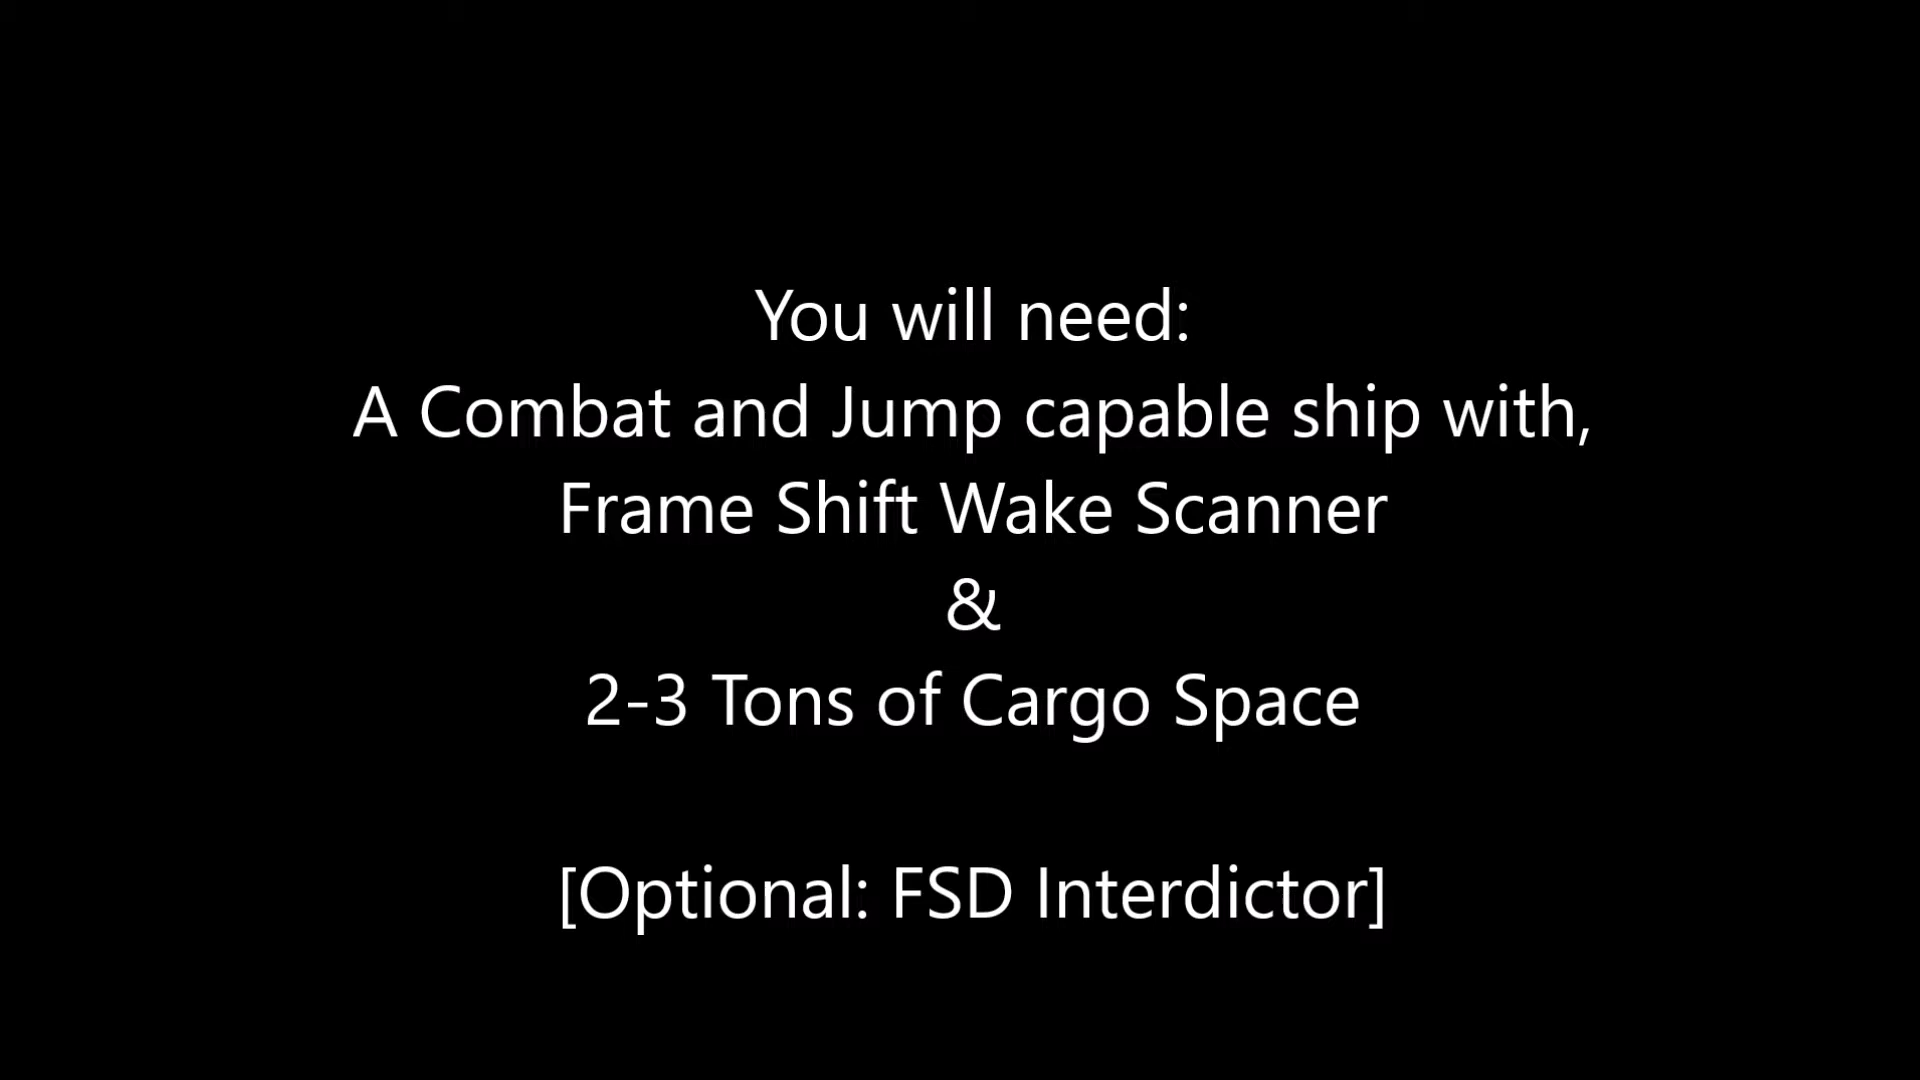 You will need:
A Combat and Jump capable ship with,
Frame Shift Wake Scanner
&
2-3 Tons of Cargo Space
[Optional: FSD Interdictor]